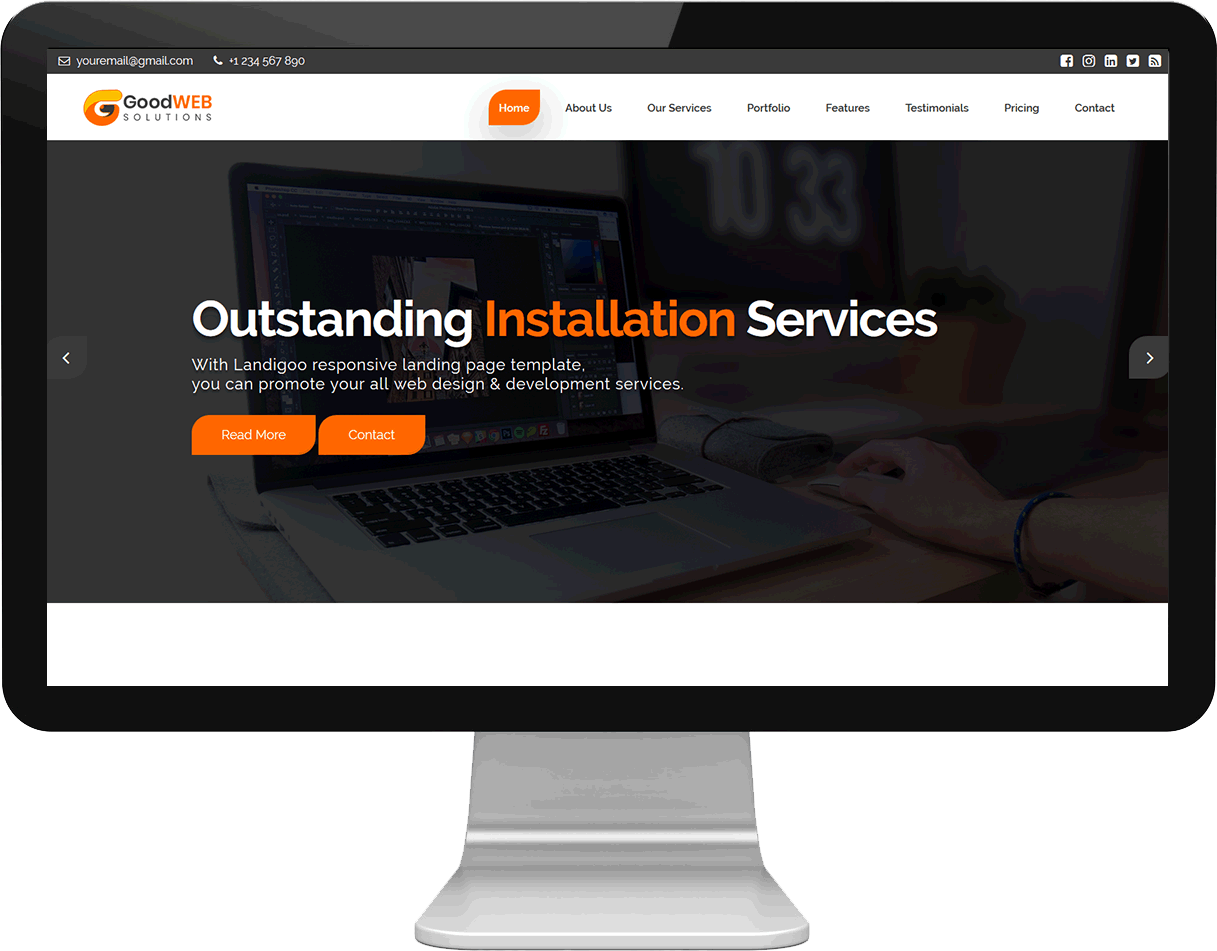 youremail@gmail.com +1 234 567 890
GoodWEB
SOLUTIONS
Home About Us Our Services Portfolio Features Testimonials Pricing Contact
10 33
Outstanding Installation Services
With Landigoo responsive landing page template,
you can promote your all web design & development services.
Read More Contact